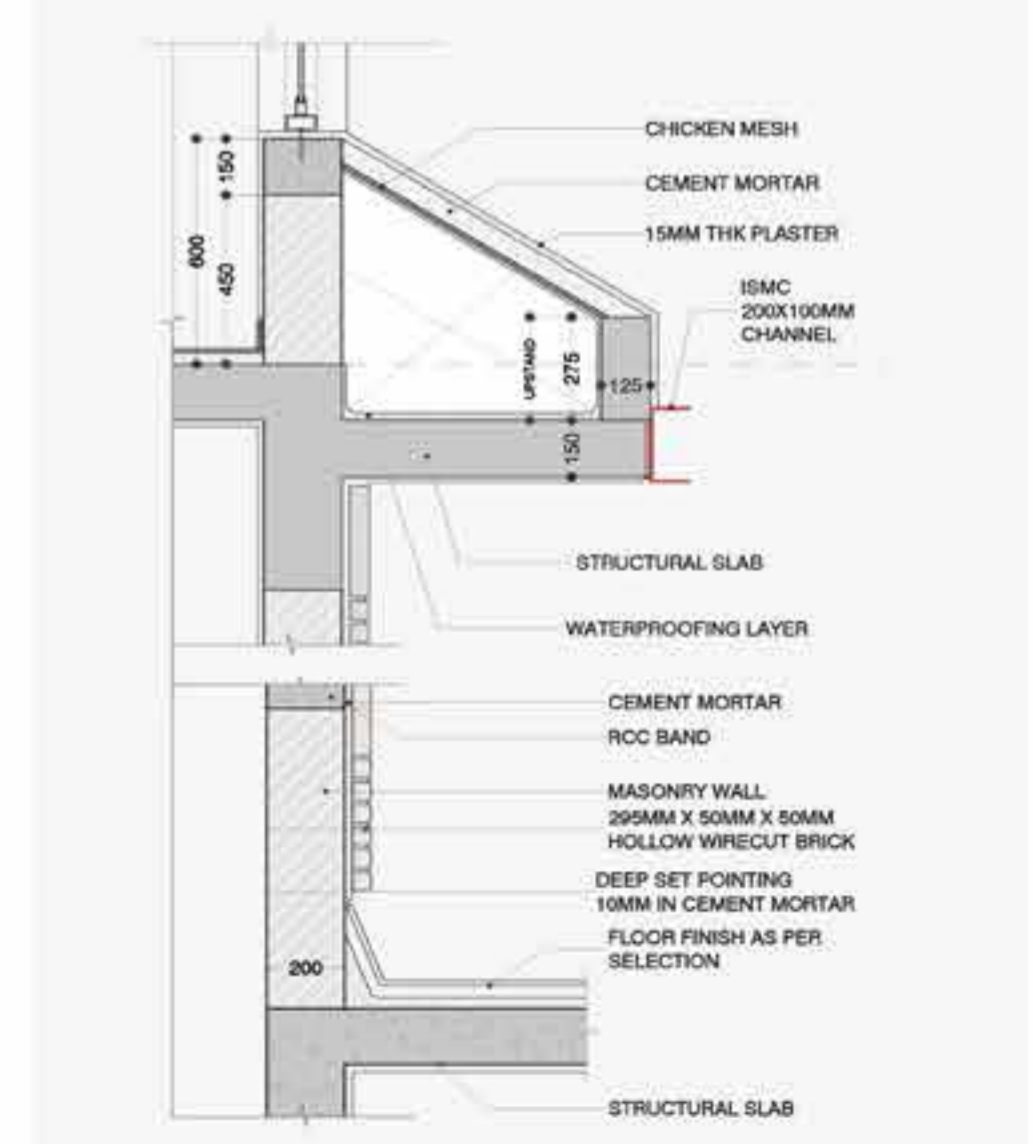 CHICKEN MESH
CEMENT MORTAR
15MM THK PLASTER
ISMC
200X100MM
CHANNEL
150
600
450
UPSTAND
275
125
150
STRUCTURAL SLAB
WATERPROOFING LAYER
CEMENT MORTAR
RCC BAND
MASONRY WALL
295MM X 50MM X 50MM
HOLLOW WIRECUT BRICK
DEEP SET POINTING
10MM IN CEMENT MORTAR
FLOOR FINISH AS PER
SELECTION
200
STRUCTURAL SLAB